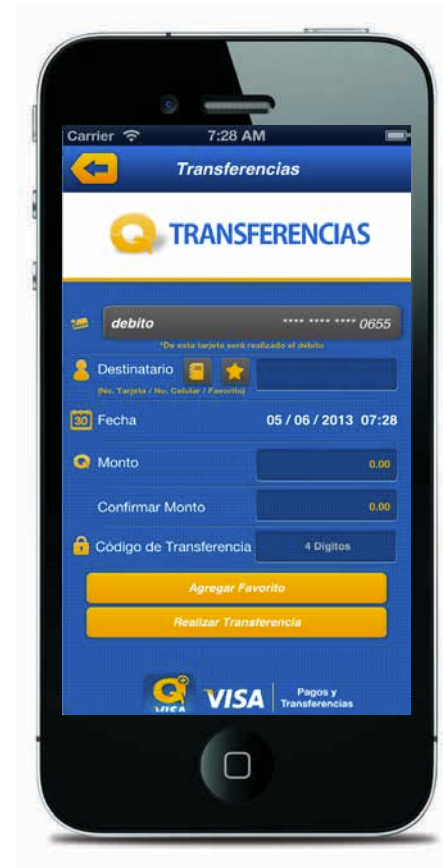 Carrier 7:28 AM
Transferencias
Q TRANSFERENCIAS
debito **** **** **** 0655
*De esta tarjeta será realizado el débito
Destinatario
(No. Tarjeta / No. Celular / Favorito)
30 Fecha 05 / 06 / 2013 07:28
Q Monto 0.00
Confirmar Monto 0.00
Código de Transferencia 4 Digitos
Agregar Favorito
Realizar Transferencia
Q VISA VISA Pagos y
Transferencias